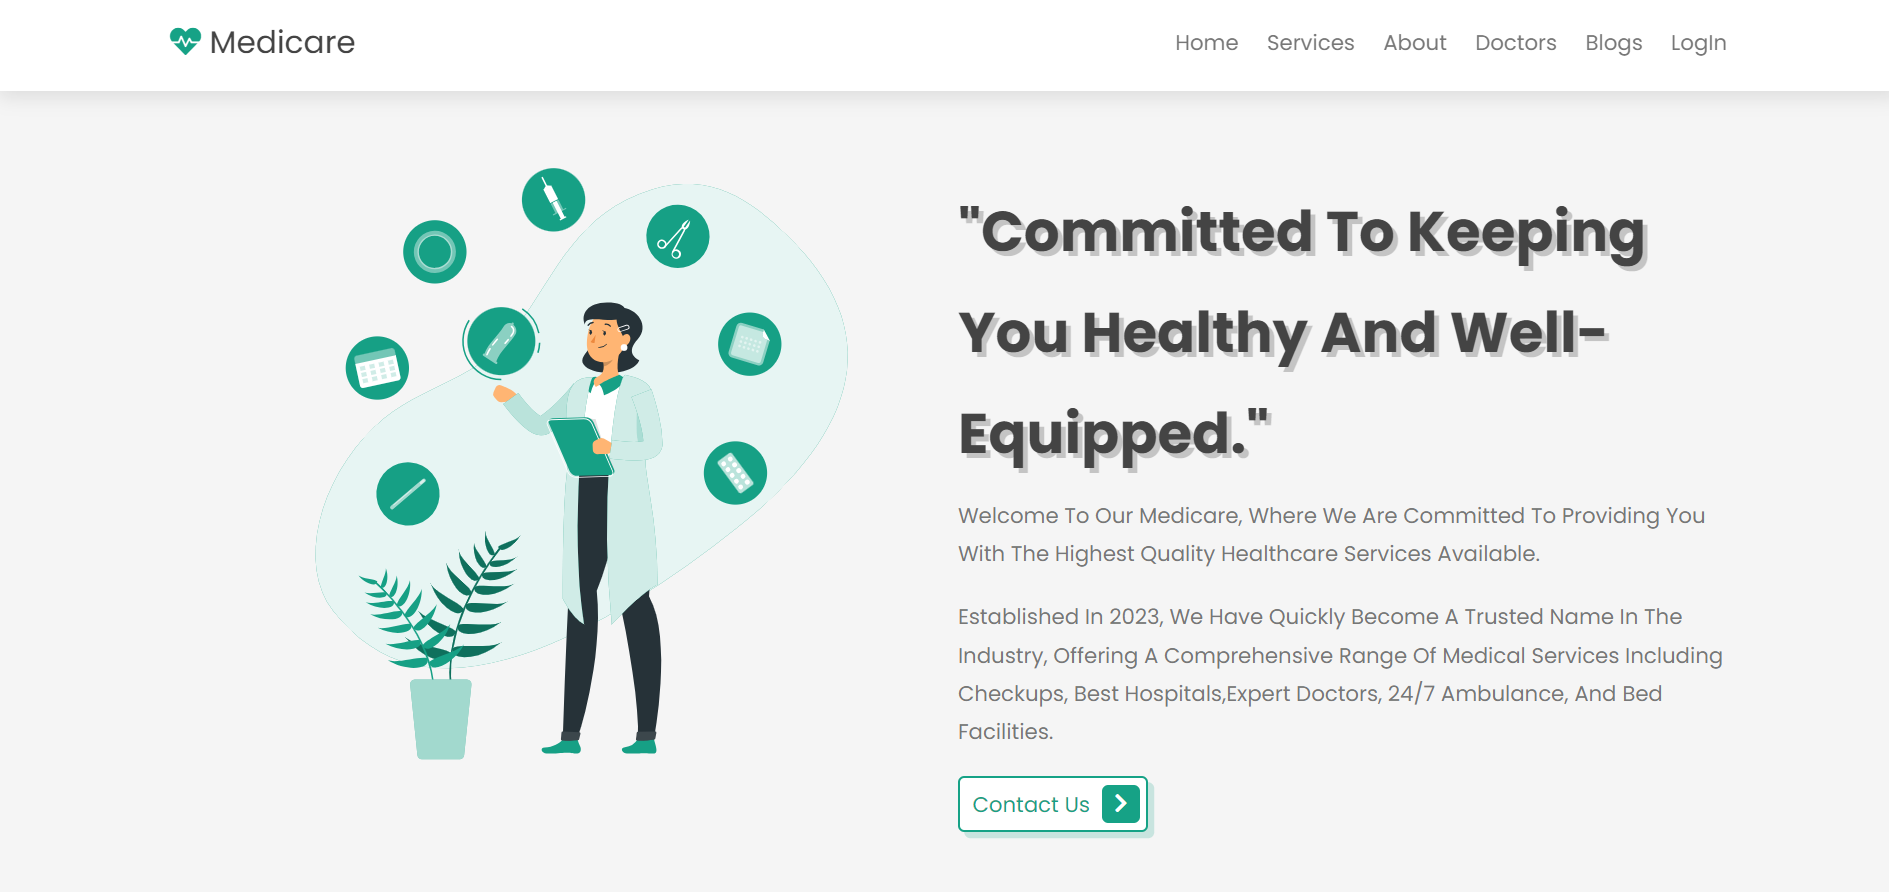 Medicare
Home Services About Doctors Blogs LogIn
"Committed To Keeping
You Healthy And Well-
Equipped."
Welcome To Our Medicare, Where We Are Committed To Providing You
With The Highest Quality Healthcare Services Available.
Established In 2023, We Have Quickly Become A Trusted Name In The
Industry, Offering A Comprehensive Range Of Medical Services Including
Checkups, Best Hospitals,Expert Doctors, 24/7 Ambulance, And Bed
Facilities.
Contact Us